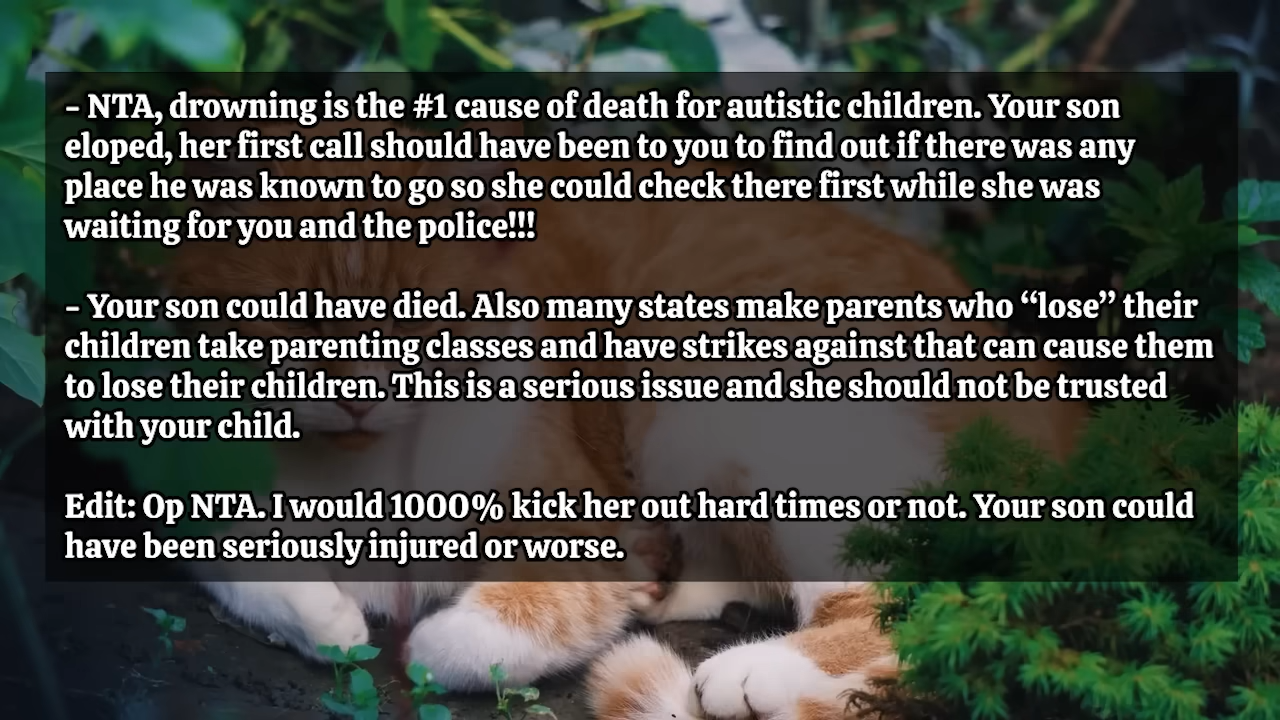 - NTA, drowning is the #1 cause of death for autistic children. Your son
eloped, her first call should have been to you to find out if there was any
place he was known to go so she could check there first while she was
waiting for you and the police!!!
- Your son could have died. Also many states make parents who “lose” their
children take parenting classes and have strikes against that can cause them
to lose their children. This is a serious issue and she should not be trusted
with your child.
Edit: Op NTA. I would 1000% kick her out hard times or not. Your son could
have been seriously injured or worse.